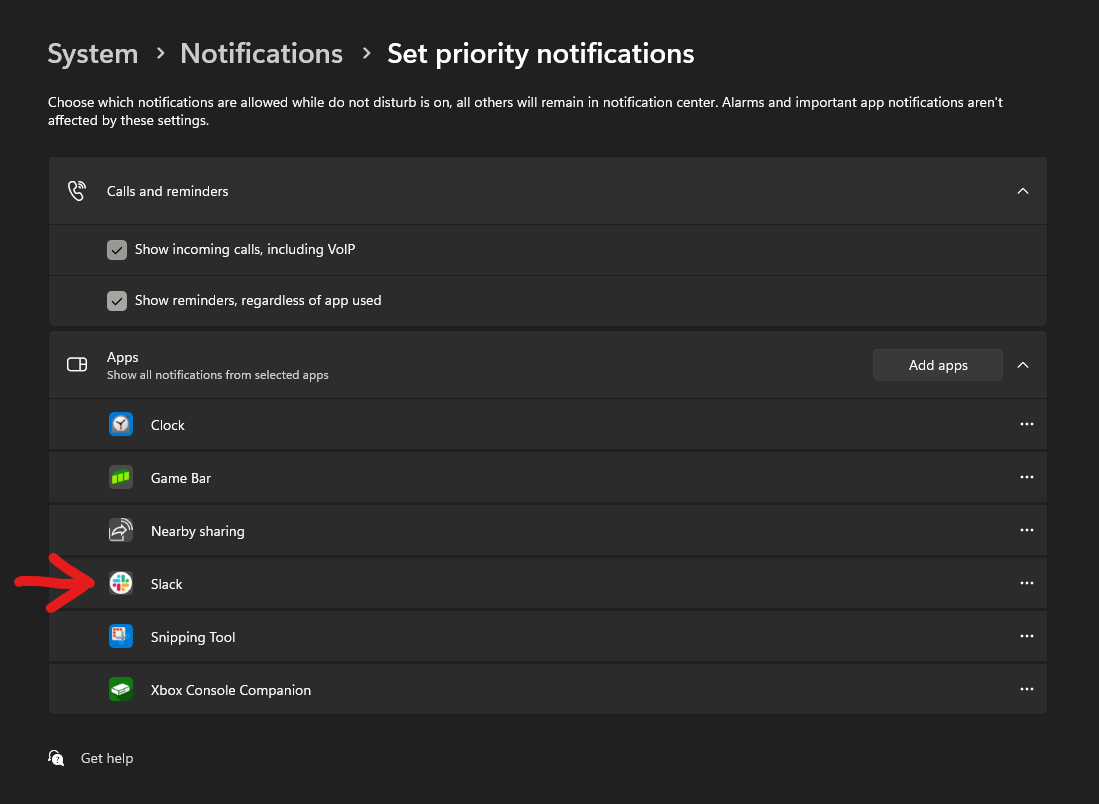 System > Notifications > Set priority notifications
Choose which notifications are allowed while do not disturb is on, all others will remain in notification center. Alarms and important app notifications aren't
affected by these settings.
Calls and reminders
Show incoming calls, including VoIP
Show reminders, regardless of app used
Apps
Show all notifications from selected apps
Add apps
Clock
Game Bar
Nearby sharing
Slack
Snipping Tool
Xbox Console Companion
Get help